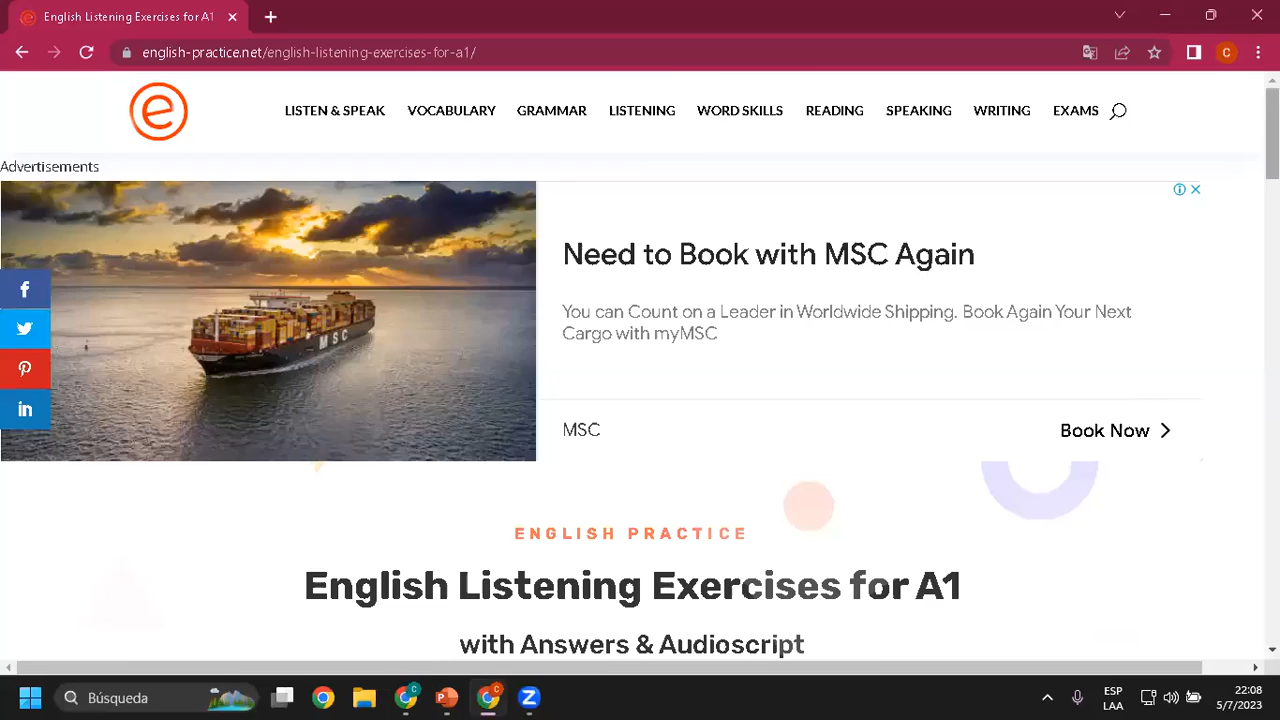 English Listening Exercises for A1
english-practice.net/english-listening-exercises-for-a1/
C
e
LISTEN & SPEAK VOCABULARY GRAMMAR LISTENING WORD SKILLS READING SPEAKING WRITING EXAMS
Advertisements
Need to Book with MSC Again
You can Count on a Leader in Worldwide Shipping. Book Again Your Next
Cargo with myMSC
MSC
MSC
Book Now
f
in
ENGLISH PRACTICE
English Listening Exercises for A1
with Answers & Audioscript
Búsqueda
ESP
LAA
22:08
5/7/2023